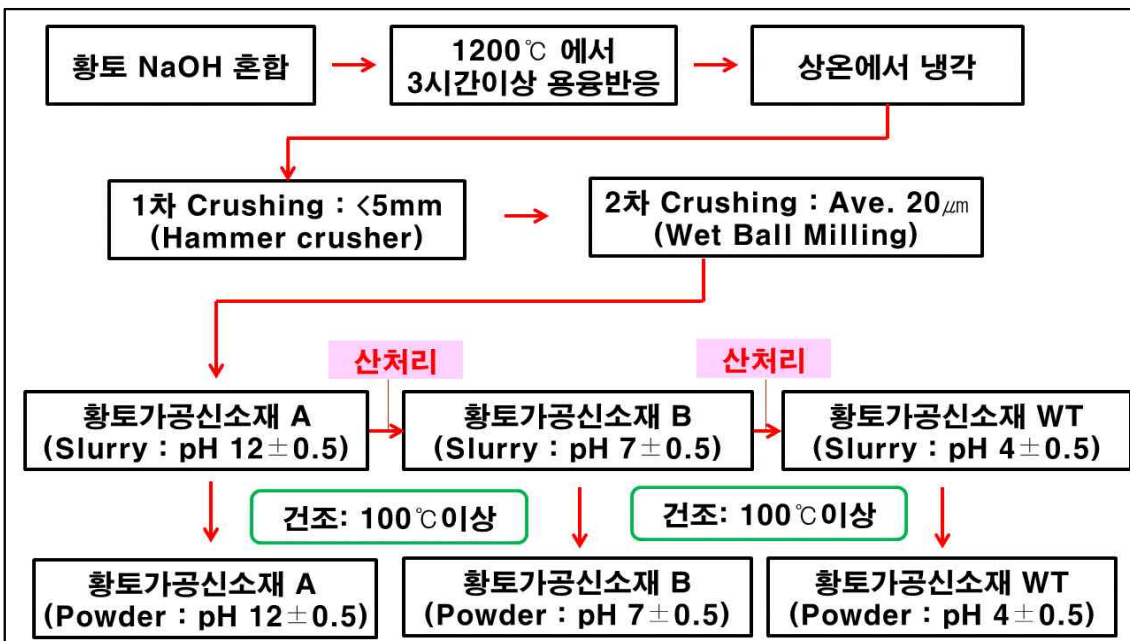 황토 NaOH 혼합
1200℃ 에서
3시간이상 용융반응
상온에서 냉각
1차 Crushing : <5mm
(Hammer crusher)
2차 Crushing : Ave. 20㎛
(Wet Ball Milling)
산처리
산처리
황토가공신소재 A
(Slurry : pH 12±0.5)
황토가공신소재 B
(Slurry : pH 7±0.5)
황토가공신소재 WT
(Slurry : pH 4±0.5)
건조: 100℃이상
건조: 100℃이상
황토가공신소재 A
(Powder : pH 12±0.5)
황토가공신소재 B
(Powder : pH 7±0.5)
황토가공신소재 WT
(Powder : pH 4±0.5)